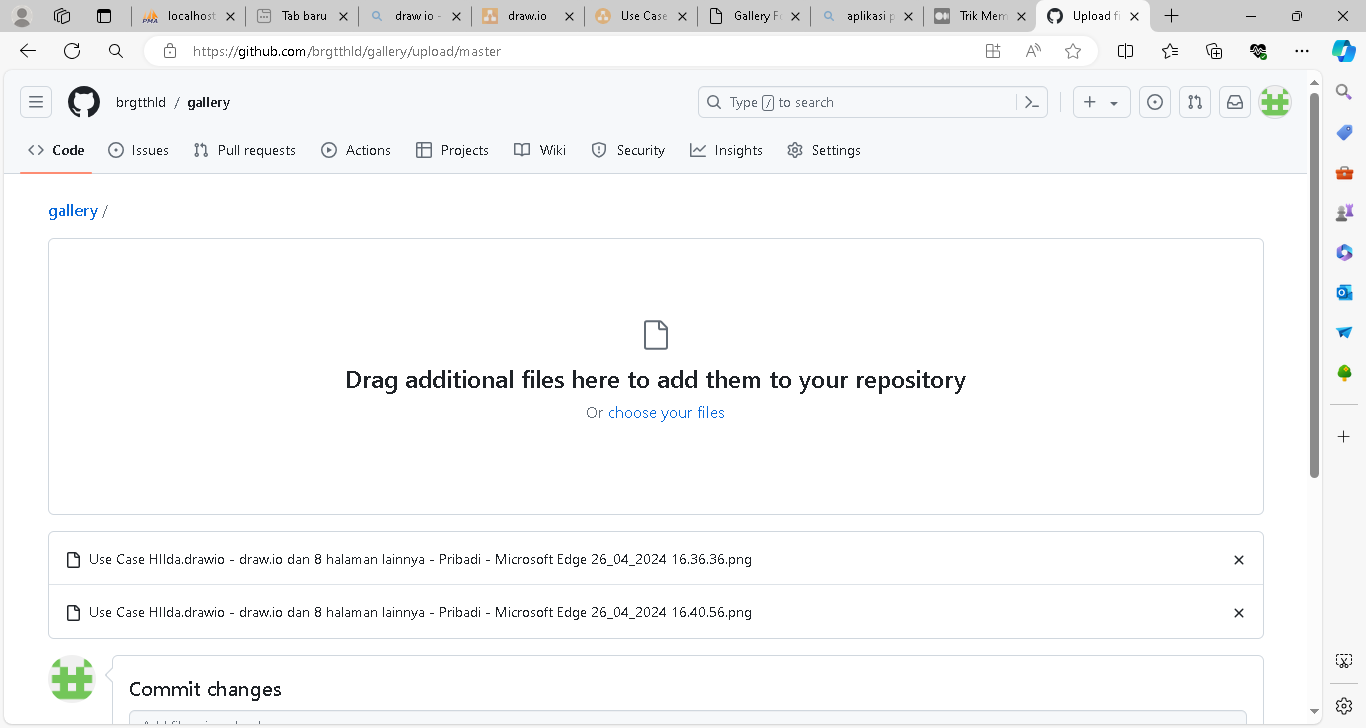 localhost
Tab baru
draw io -
draw.io
Use Case
Gallery Fr
aplikasi p
Trik Mem
Upload fi
https://github.com/brgtthld/gallery/upload/master
brgtthld / gallery
Type / to search
Code
Issues
Pull requests
Actions
Projects
Wiki
Security
Insights
Settings
gallery /
Drag additional files here to add them to your repository
Or choose your files
Use Case HIlda.drawio - draw.io dan 8 halaman lainnya - Pribadi - Microsoft Edge 26_04_2024 16.36.36.png
Use Case HIlda.drawio - draw.io dan 8 halaman lainnya - Pribadi - Microsoft Edge 26_04_2024 16.40.56.png
Commit changes